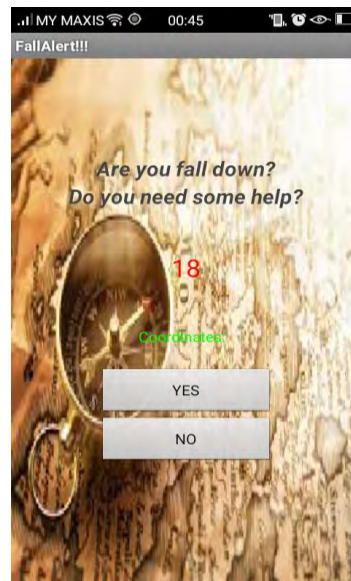 MY MAXIS 00:45
FallAlert!!!
Are you fall down?
Do you need some help?
18
Coordinates:
YES
NO